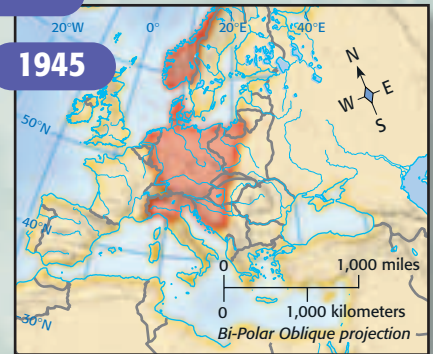 20°W 0° 20°E 40°E
1945
N
W E
S
50°N
40°N
30°N
0 1,000 miles
0 1,000 kilometers
Bi-Polar Oblique projection